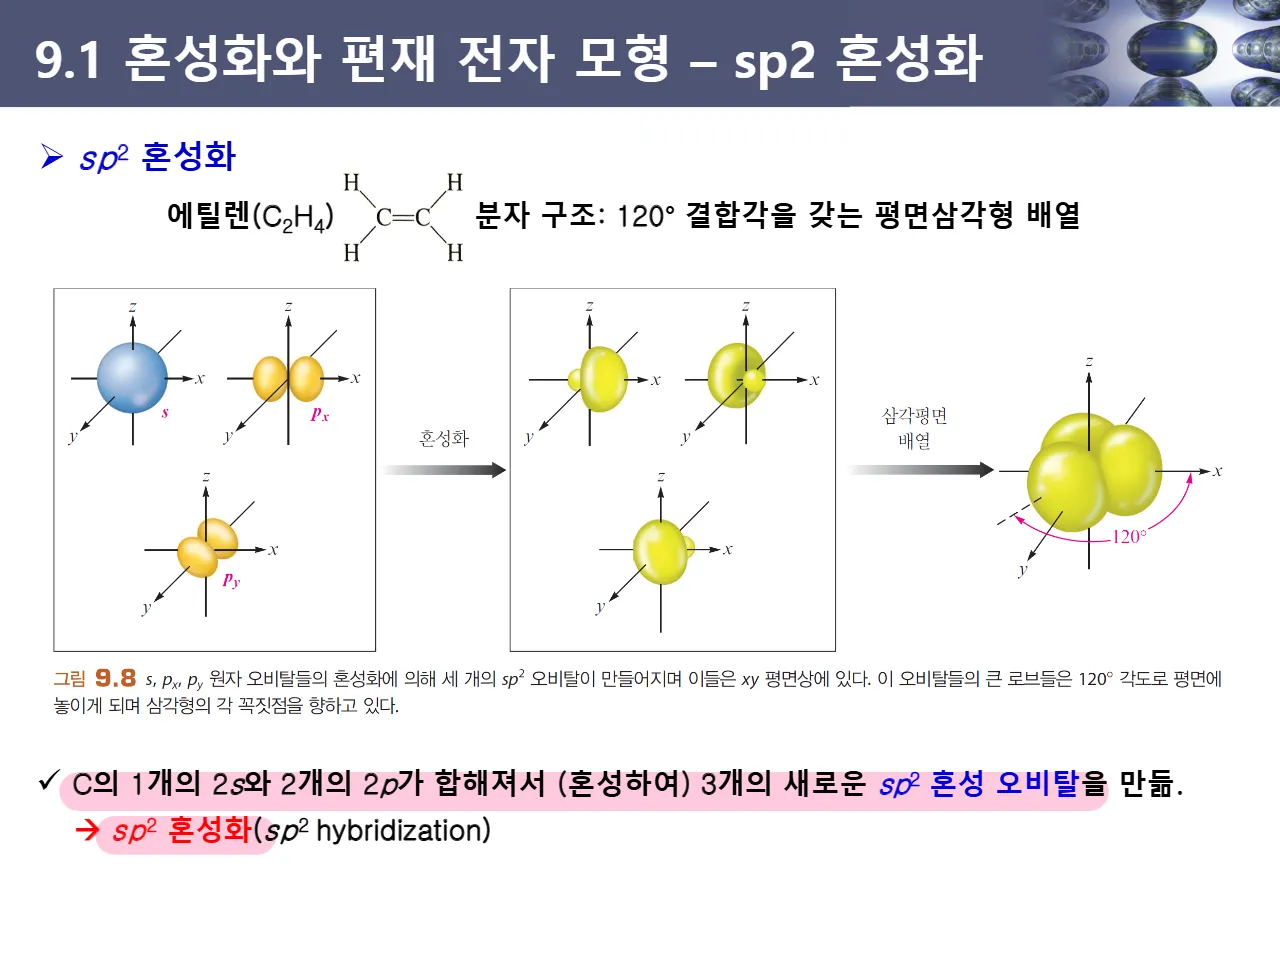 9.1 혼성화와 편재 전자 모형 – sp2 혼성화
➢ sp² 혼성화
에틸렌(C₂H₄)
H H
C=C
H H
분자 구조: 120° 결합각을 갖는 평면삼각형 배열
z
x
y
s
z
x
y
pₓ
z
x
y
p_y
혼성화
z
x
y
z
x
y
z
x
y
삼각평면
배열
z
x
y
120°
그림 9.8 s, pₓ, p_y 원자 오비탈들의 혼성화에 의해 세 개의 sp² 오비탈이 만들어지며 이들은 xy 평면상에 있다. 이 오비탈들의 큰 로브들은 120° 각도로 평면에
놓이게 되며 삼각형의 각 꼭짓점을 향하고 있다.
✓ C의 1개의 2s와 2개의 2p가 합해져서 (혼성하여) 3개의 새로운 sp² 혼성 오비탈을 만듦.
→ sp² 혼성화(sp² hybridization)